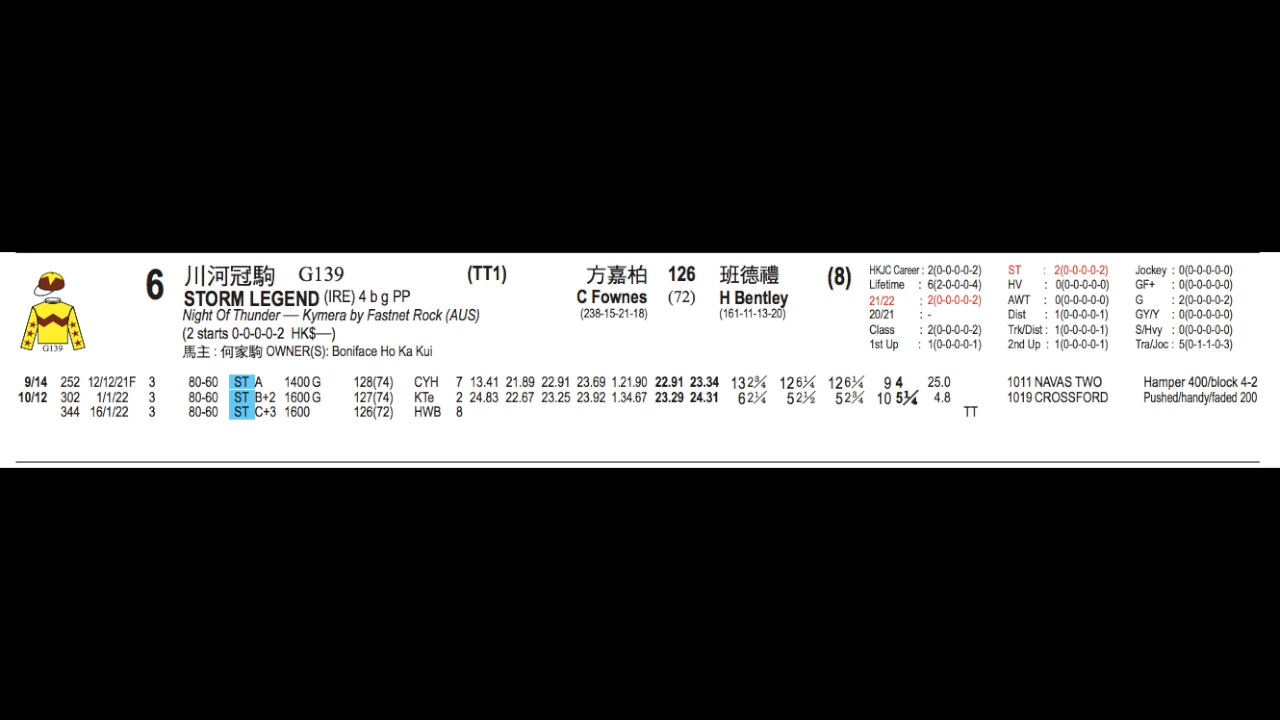 6 川河冠駒 G139 (TT1) 方嘉柏 126 班德禮 (8)
STORM LEGEND (IRE) 4 b g PP C Fownes (72) H Bentley
Night Of Thunder — Kymera by Fastnet Rock (AUS) (238-15-21-18) (161-11-13-20)
(2 starts 0-0-0-0-2 HK$—)
馬主 : 何家駒 OWNER(S): Boniface Ho Ka Kui
G139
HKJC Career : 2(0-0-0-0-2) ST : 2(0-0-0-0-2) Jockey : 0(0-0-0-0-0)
Lifetime : 6(2-0-0-0-4) HV : 0(0-0-0-0-0) GF+ : 0(0-0-0-0-0)
21/22 : 2(0-0-0-0-2) AWT : 0(0-0-0-0-0) G : 2(0-0-0-0-2)
20/21 : - Dist : 1(0-0-0-0-1) GY/Y : 0(0-0-0-0-0)
Class : 2(0-0-0-0-2) Trk/Dist : 1(0-0-0-0-1) S/Hvy : 0(0-0-0-0-0)
1st Up : 1(0-0-0-0-1) 2nd Up : 1(0-0-0-0-1) Tra/Joc : 5(0-1-1-0-3)
9/14 252 12/12/21F 3 80-60 ST A 1400 G 128(74) CYH 7 13.41 21.89 22.91 23.69 1.21.90 22.91 23.34 13 2¾ 12 6¼ 12 6¼ 9 4 25.0 1011 NAVAS TWO Hamper 400/block 4-2
10/12 302 1/1/22 3 80-60 ST B+2 1600 G 127(74) KTe 2 24.83 22.67 23.25 23.92 1.34.67 23.29 24.31 6 2¼ 5 2½ 5 2¾ 10 5¼ 4.8 1019 CROSSFORD Pushed/handy/faded 200
344 16/1/22 3 80-60 ST C+3 1600 126(72) HWB 8 TT